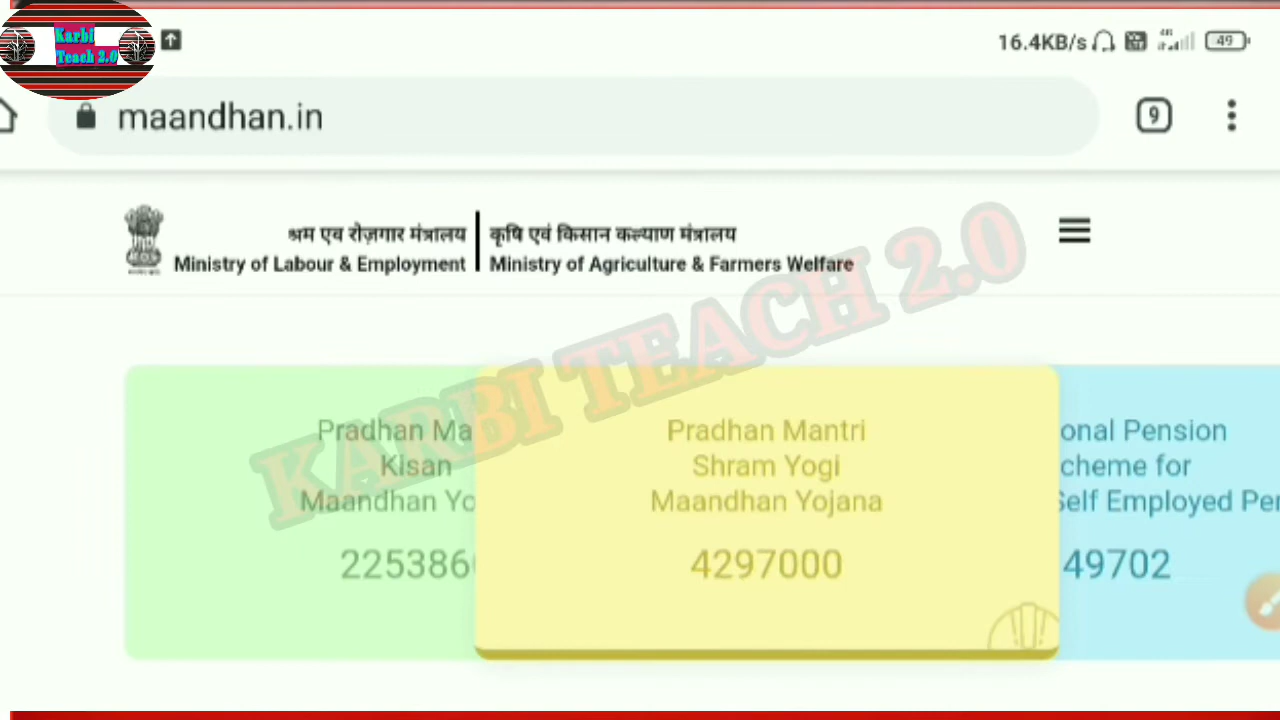 Karbi
Teach 2.0
16.4KB/s
4G
49
maandhan.in
9
श्रम एव रोज़गार मंत्रालय
Ministry of Labour & Employment
कृषि एवं किसान कल्याण मंत्रालय
Ministry of Agriculture & Farmers Welfare
KARBI TEACH 2.0
Pradhan Ma
Kisan
Maandhan Yo
225386
Pradhan Mantri
Shram Yogi
Maandhan Yojana
4297000
onal Pension
cheme for
Self Employed Per
49702